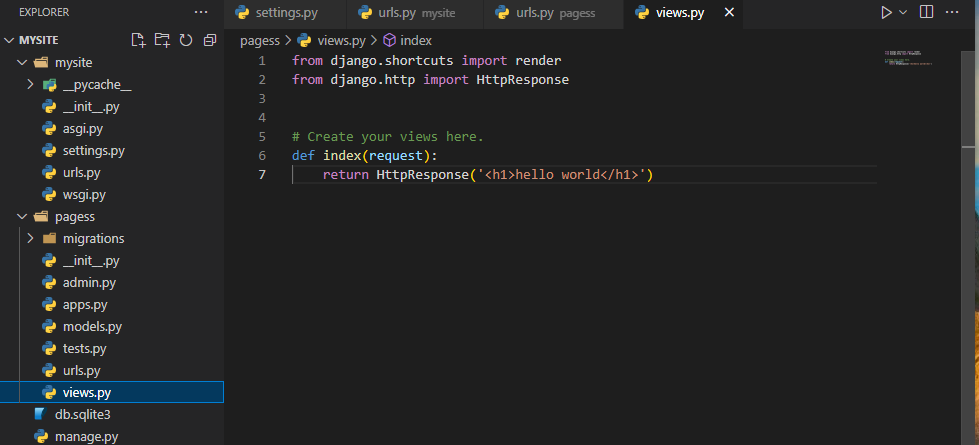 EXPLORER ...
settings.py urls.py mysite urls.py pagess views.py ...
MYSITE
pagess > views.py > index
mysite
__pycache__
__init__.py
asgi.py
settings.py
urls.py
wsgi.py
pagess
migrations
__init__.py
admin.py
apps.py
models.py
tests.py
urls.py
views.py
db.sqlite3
manage.py
1 from django.shortcuts import render
2 from django.http import HttpResponse
3
4
5 # Create your views here.
6 def index(request):
7     return HttpResponse('<h1>hello world</h1>')